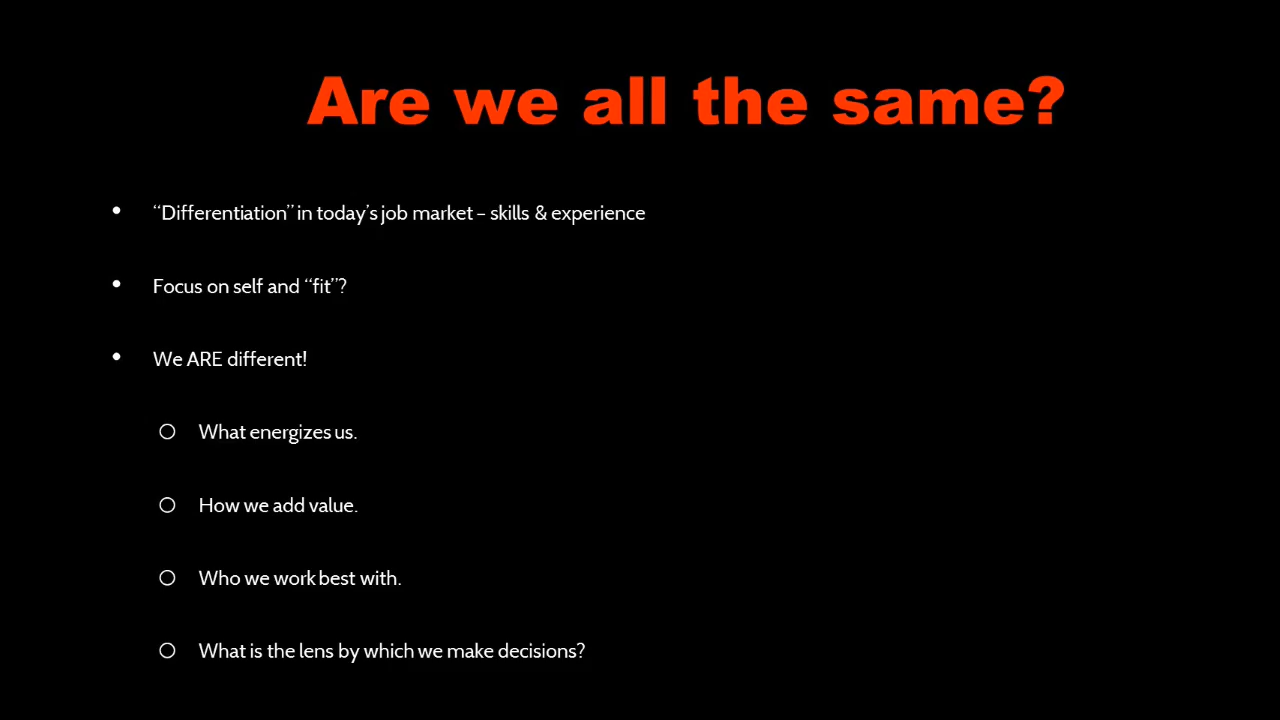 Are we all the same?
• “Differentiation” in today’s job market – skills & experience
• Focus on self and “fit”?
• We ARE different!
○ What energizes us.
○ How we add value.
○ Who we work best with.
○ What is the lens by which we make decisions?